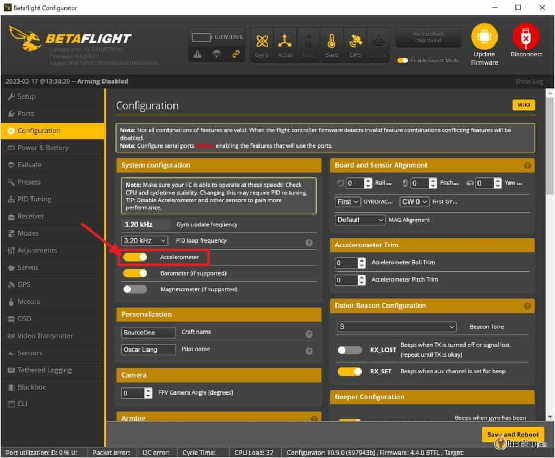 Betaflight Configurator
BETAFLIGHT
Gyro
Accel
Baro
GPS
Enable Expert Mode
Update
Firmware
Disconnect
2023-02-17 @13:38:20 -- Arming Disabled
Show Log
Setup
Ports
Configuration
Power & Battery
Failsafe
Presets
PID Tuning
Receiver
Modes
Adjustments
Servos
GPS
Motors
OSD
Video Transmitter
Sensors
Tethered Logging
Blackbox
CLI
Configuration
WIKI
Note: Not all combinations of features are valid. When the flight controller firmware detects invalid feature combinations conflicting features will be
disabled.
Note: Configure serial ports before enabling the features that will use the ports.
System configuration
Note: Make sure your FC is able to operate at these speeds! Check
CPU and cycletime stability. Changing this may require PID re-tuning.
TIP: Disable Accelerometer and other sensors to gain more
performance.
3.20 kHz Gyro update frequency
3.20 kHz PID loop frequency
Accelerometer
Barometer (if supported)
Magnetometer (if supported)
Personalization
SourceOne Craft name
Oscar Liang Pilot name
Camera
0 FPV Camera Angle [degrees]
Arming
Board and Sensor Alignment
0 Roll...
0 Pitch...
0 Yaw ...
First GYRO/AC...
CW 0 First GY...
Default MAG Alignment
Accelerometer Trim
0 Accelerometer Roll Trim
0 Accelerometer Pitch Trim
Dshot Beacon Configuration
3 Beacon Tone
RX_LOST Beeps when TX is turned off or signal lost.
(repeat until TX is okay)
RX_SET Beeps when aux channel is set for beep.
Beeper Configuration
Beeps when gyro has been
Save and Reboot
Port utilization: D: 0% U:
Packet error:
I2C error:
Cycle Time:
CPU Load: 37
Configurator: 10.9.0 (697943b), Firmware: 4.4.0 BTFL, Target: